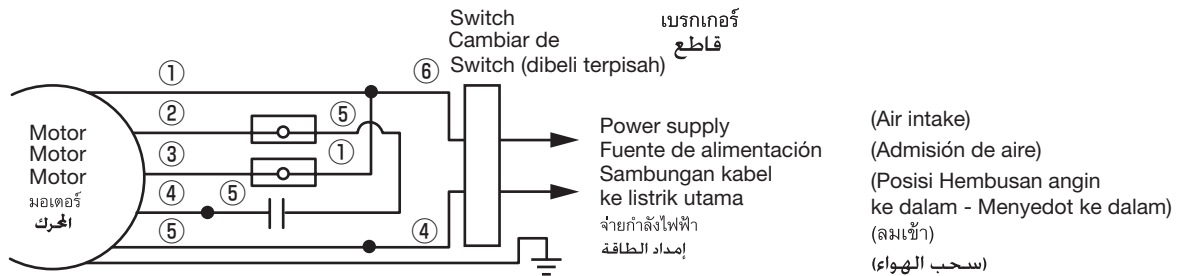 Switch
Cambiar de
Switch (dibeli terpisah)
เบรกเกอร์
قاطع
①
⑥
②
⑤
③
①
④
⑤
⑤
④
Motor
Motor
Motor
มอเตอร์
المحرك
Power supply
Fuente de alimentación
Sambungan kabel
ke listrik utama
จ่ายกำลังไฟฟ้า
إمداد الطاقة
(Air intake)
(Admisión de aire)
(Posisi Hembusan angin
ke dalam - Menyedot ke dalam)
(ลมเข้า)
(سحب الهواء)